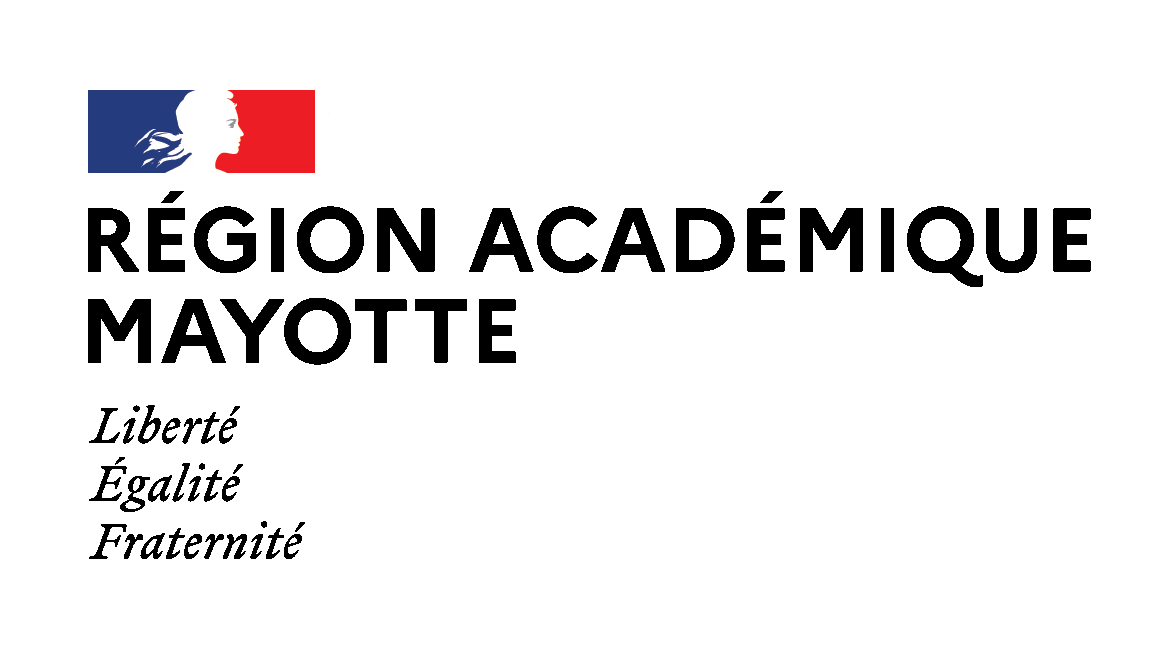 RÉGION ACADÉMIQUE
MAYOTTE
Liberté
Égalité
Fraternité